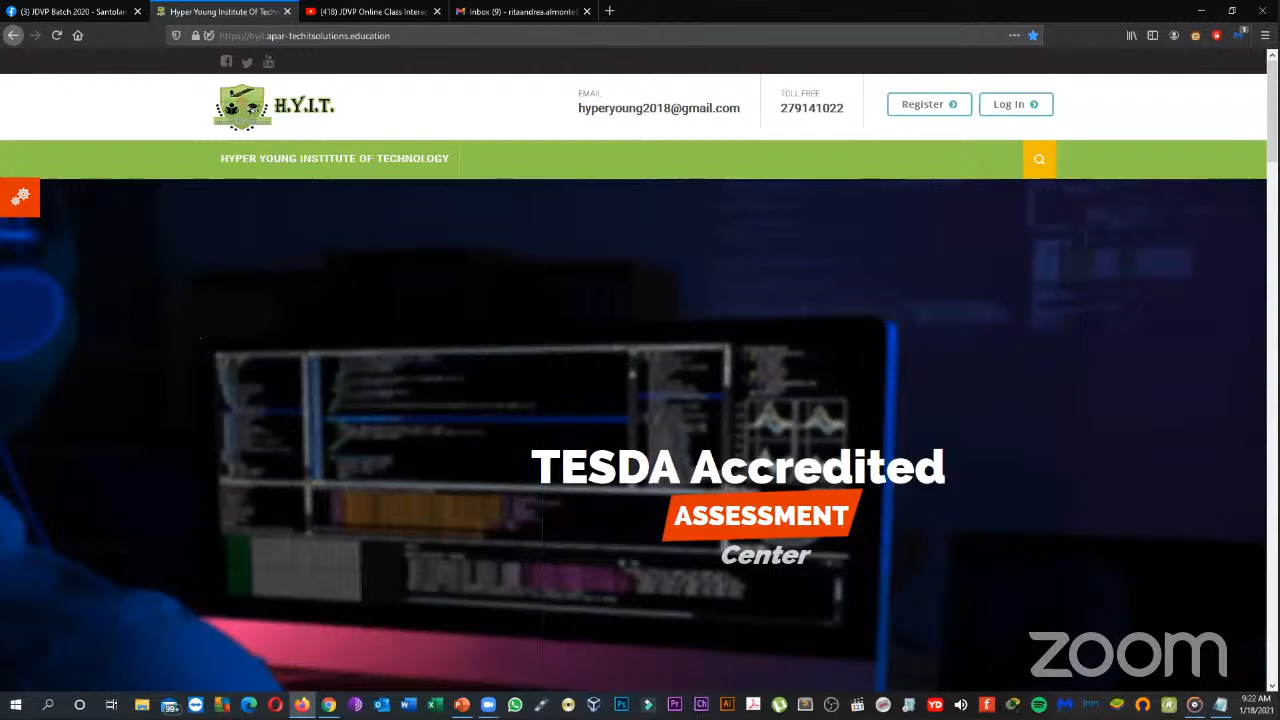 (3) JDVP Batch 2020 - Santolan
Hyper Young Institute Of Techn
(418) JDVP Online Class Interac
Inbox (9) - ritaandrea.almonte@
https://hyit.apar-techitsolutions.education
H.Y.I.T.
EMAIL
hyperyoung2018@gmail.com
TOLL FREE
279141022
Register
Log In
HYPER YOUNG INSTITUTE OF TECHNOLOGY
TESDA Accredited
ASSESSMENT
Center
zoom
9:22 AM
1/18/2021